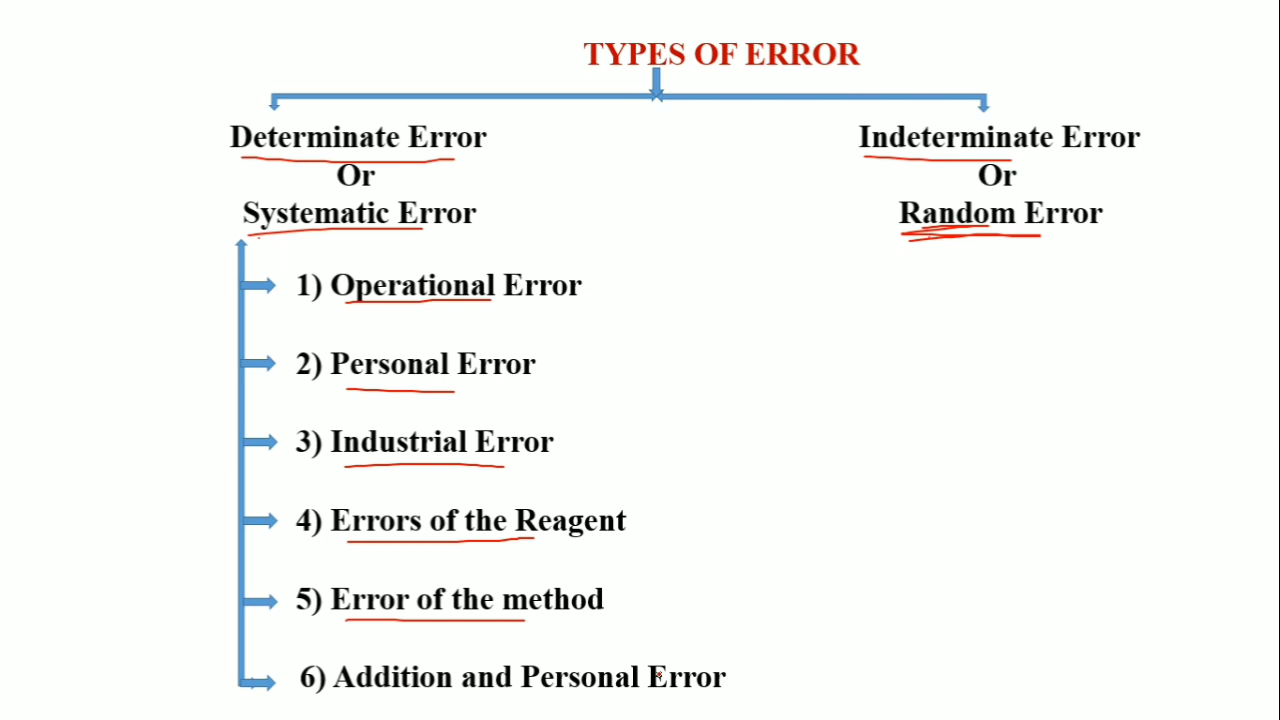 TYPES OF ERROR
Determinate Error
Or
Systematic Error
Indeterminate Error
Or
Random Error
1) Operational Error
2) Personal Error
3) Industrial Error
4) Errors of the Reagent
5) Error of the method
6) Addition and Personal Error